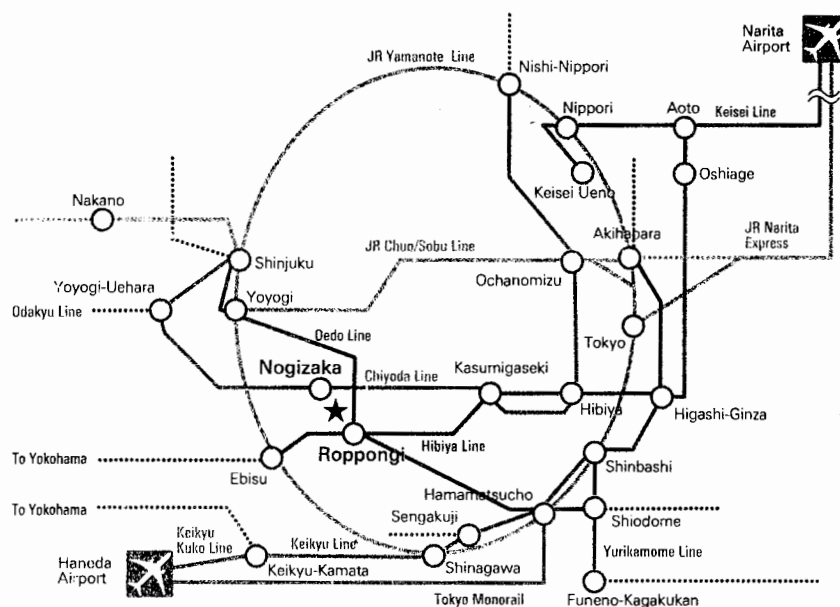 Narita
Airport
JR Yamanote Line
Nishi-Nippori
Nippori
Aoto
Keisei Line
Keisei Ueno
Oshiage
Nakano
Akihabara
JR Narita
Express
Shinjuku
JR Chuo/Sobu Line
Ochanomizu
Yoyogi-Uehara
Yoyogi
Odakyu Line
Oedo Line
Tokyo
Nogizaka
Chiyoda Line
Kasumigaseki
Hibiya
Higashi-Ginza
Roppongi
Hibiya Line
To Yokohama
Ebisu
Shinbashi
Hamametsucho
To Yokohama
Sengakuji
Shiodome
Keikyu
Kuko Line
Keikyu Line
Yurikamome Line
Haneda
Airport
Keikyu-Kamata
Shinagawa
Tokyo Monorail
Funeno-Kagakukan